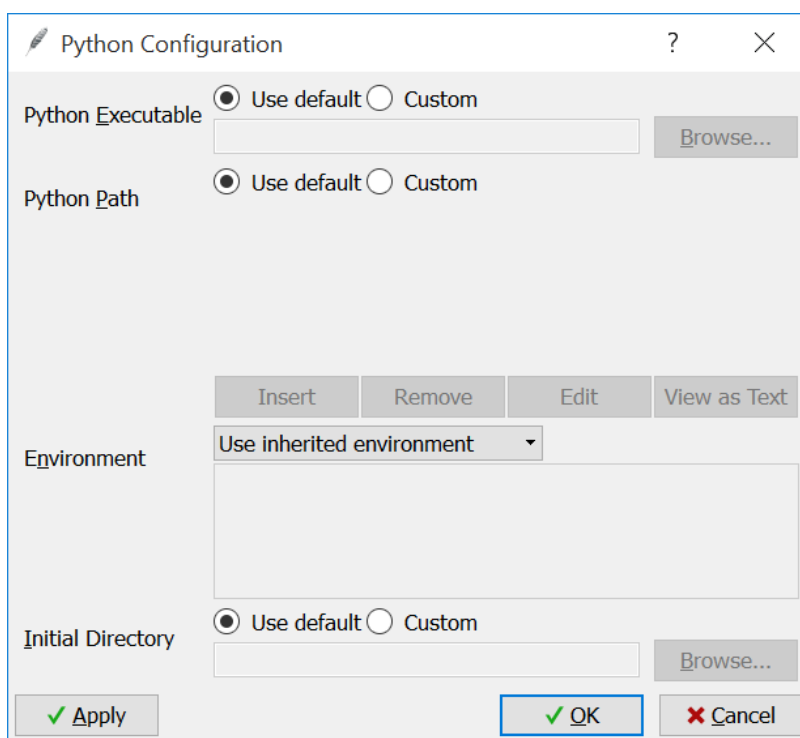 Python Configuration ?
Use default Custom
Python Executable
Browse...
Use default Custom
Python Path
Insert Remove Edit View as Text
Use inherited environment
Environment
Use default Custom
Initial Directory
Browse...
Apply OK Cancel